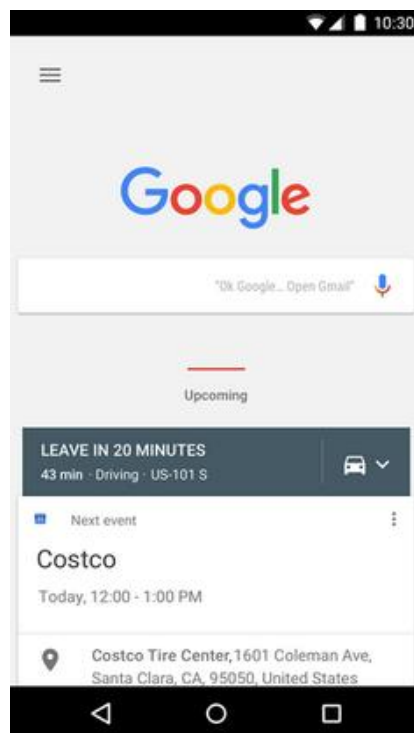 10:30
Google
"Ok Google... Open Gmail"
Upcoming
LEAVE IN 20 MINUTES
43 min · Driving · US-101 S
Next event
Costco
Today, 12:00 - 1:00 PM
Costco Tire Center, 1601 Coleman Ave,
Santa Clara, CA, 95050, United States